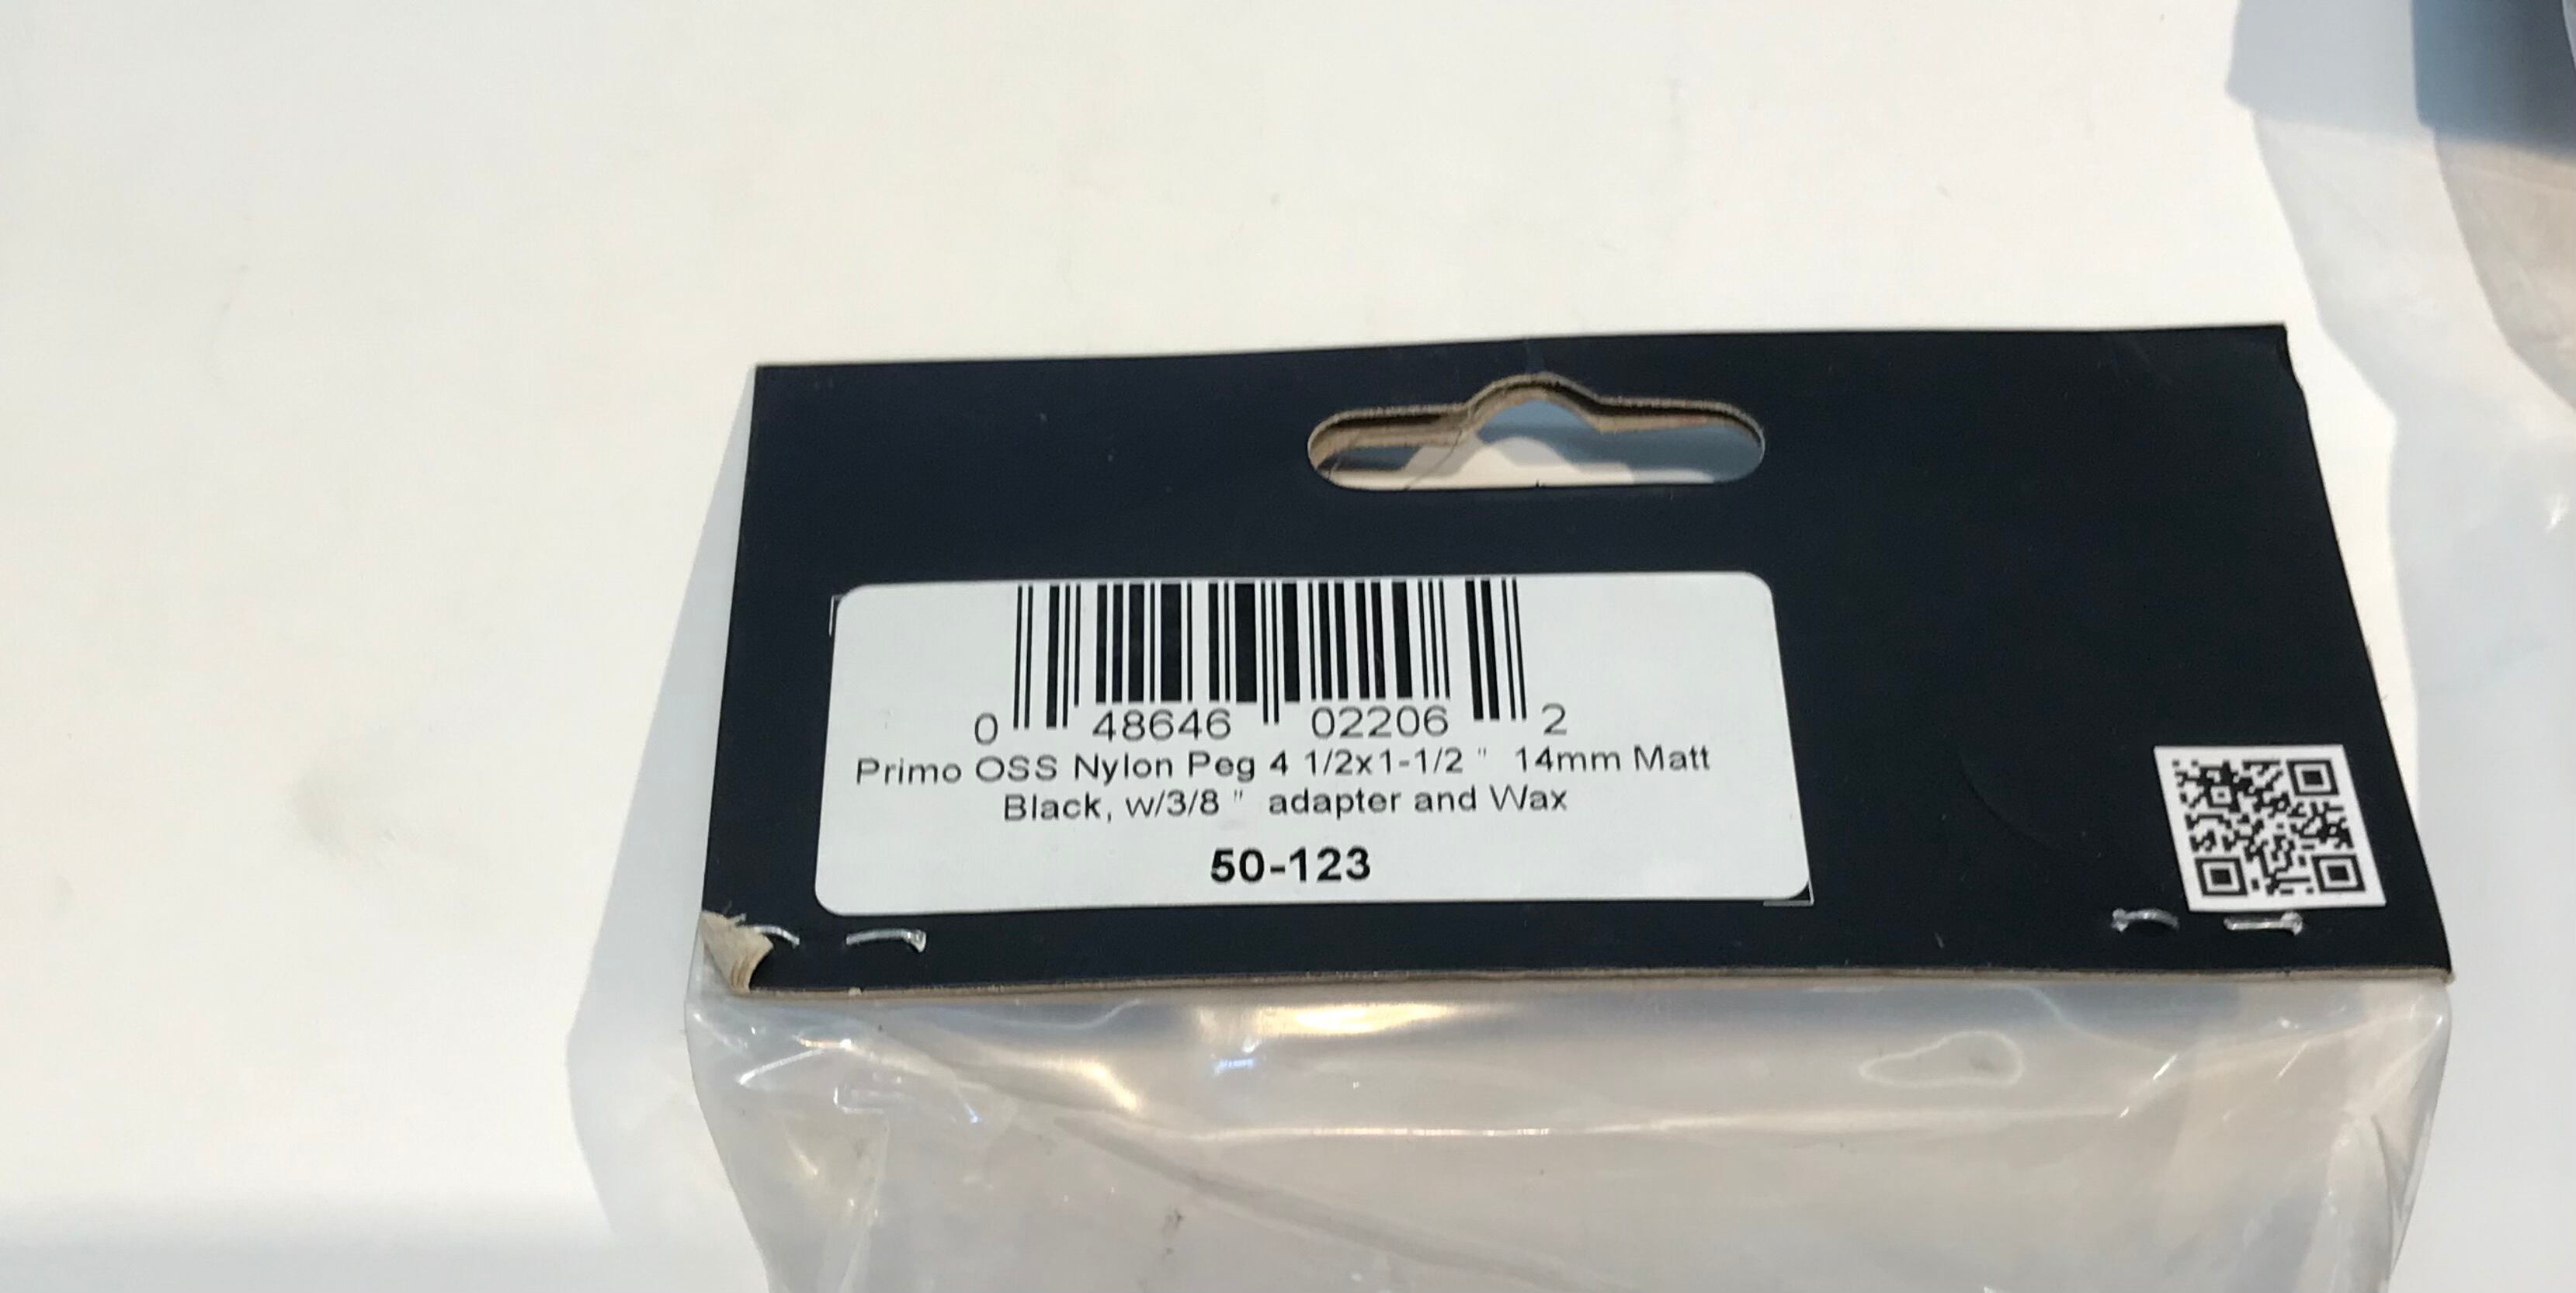 0 48646 02206 2
Primo OSS Nylon Peg 4 1/2x1-1/2 " 14mm Matt
Black, w/3/8 " adapter and Wax
50-123